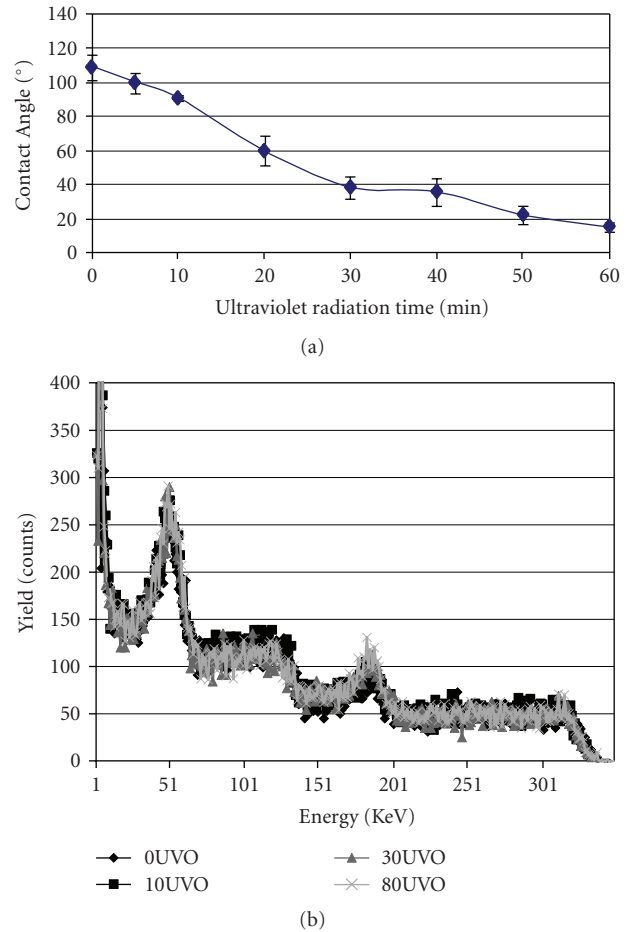 140
120
100
80
60
40
20
0
Contact Angle (°)
0 10 20 30 40 50 60
Ultraviolet radiation time (min)
(a)
400
350
300
250
200
150
100
50
0
Yield (counts)
1 51 101 151 201 251 301
Energy (KeV)
0UVO 30UVO
10UVO 80UVO
(b)